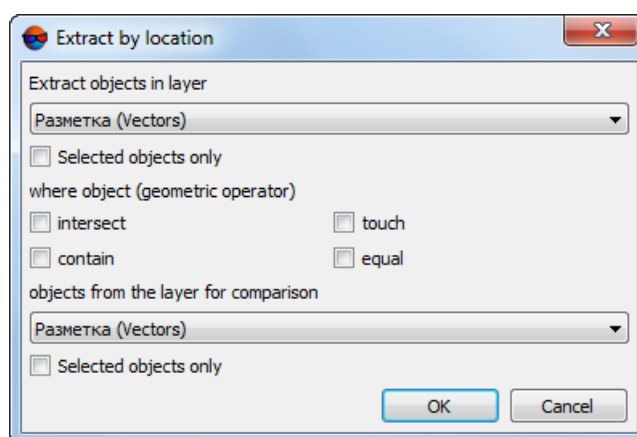 Extract by location
Extract objects in layer
Разметка (Vectors)
Selected objects only
where object (geometric operator)
intersect touch
contain equal
objects from the layer for comparison
Разметка (Vectors)
Selected objects only
OK Cancel